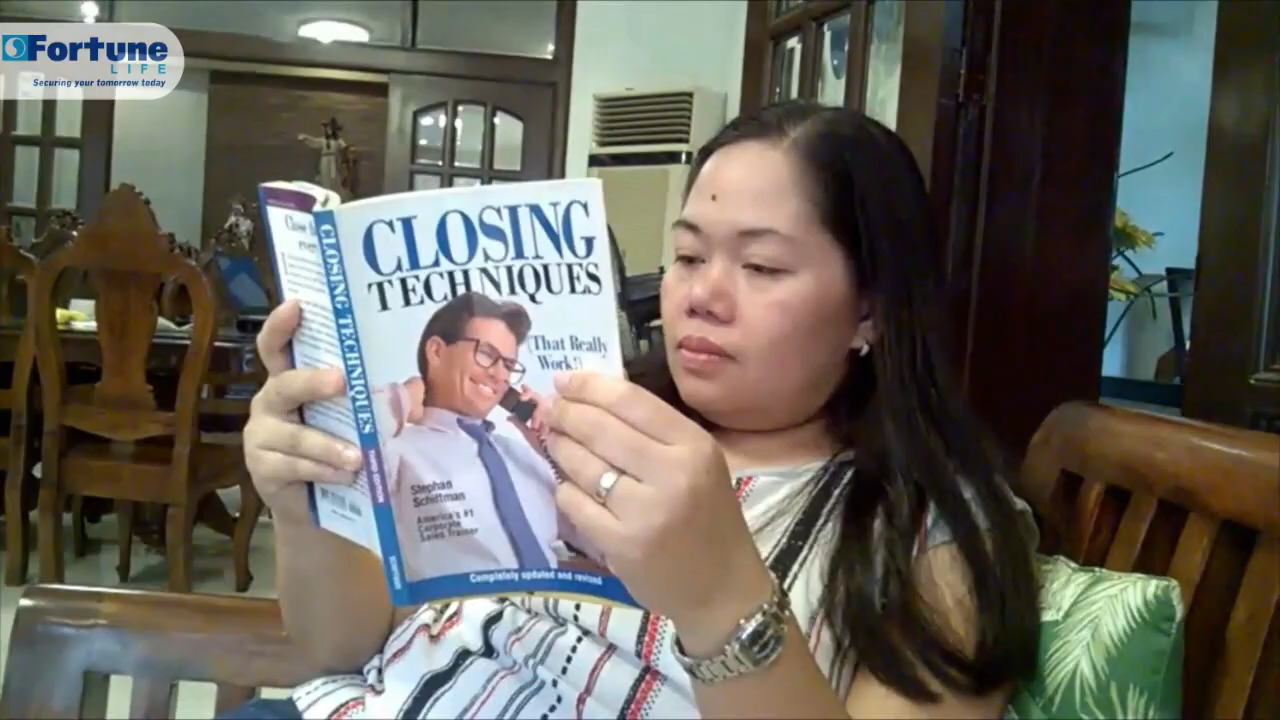 Fortune
LIFE
Securing your tomorrow today
CLOSING
TECHNIQUES
(That Really
Work!)
Stephan
Schiffman
America's #1
Corporate
Sales Trainer
Completely updated and revised
CLOSING TECHNIQUES
THIRD EDITION
SCHIFFMAN